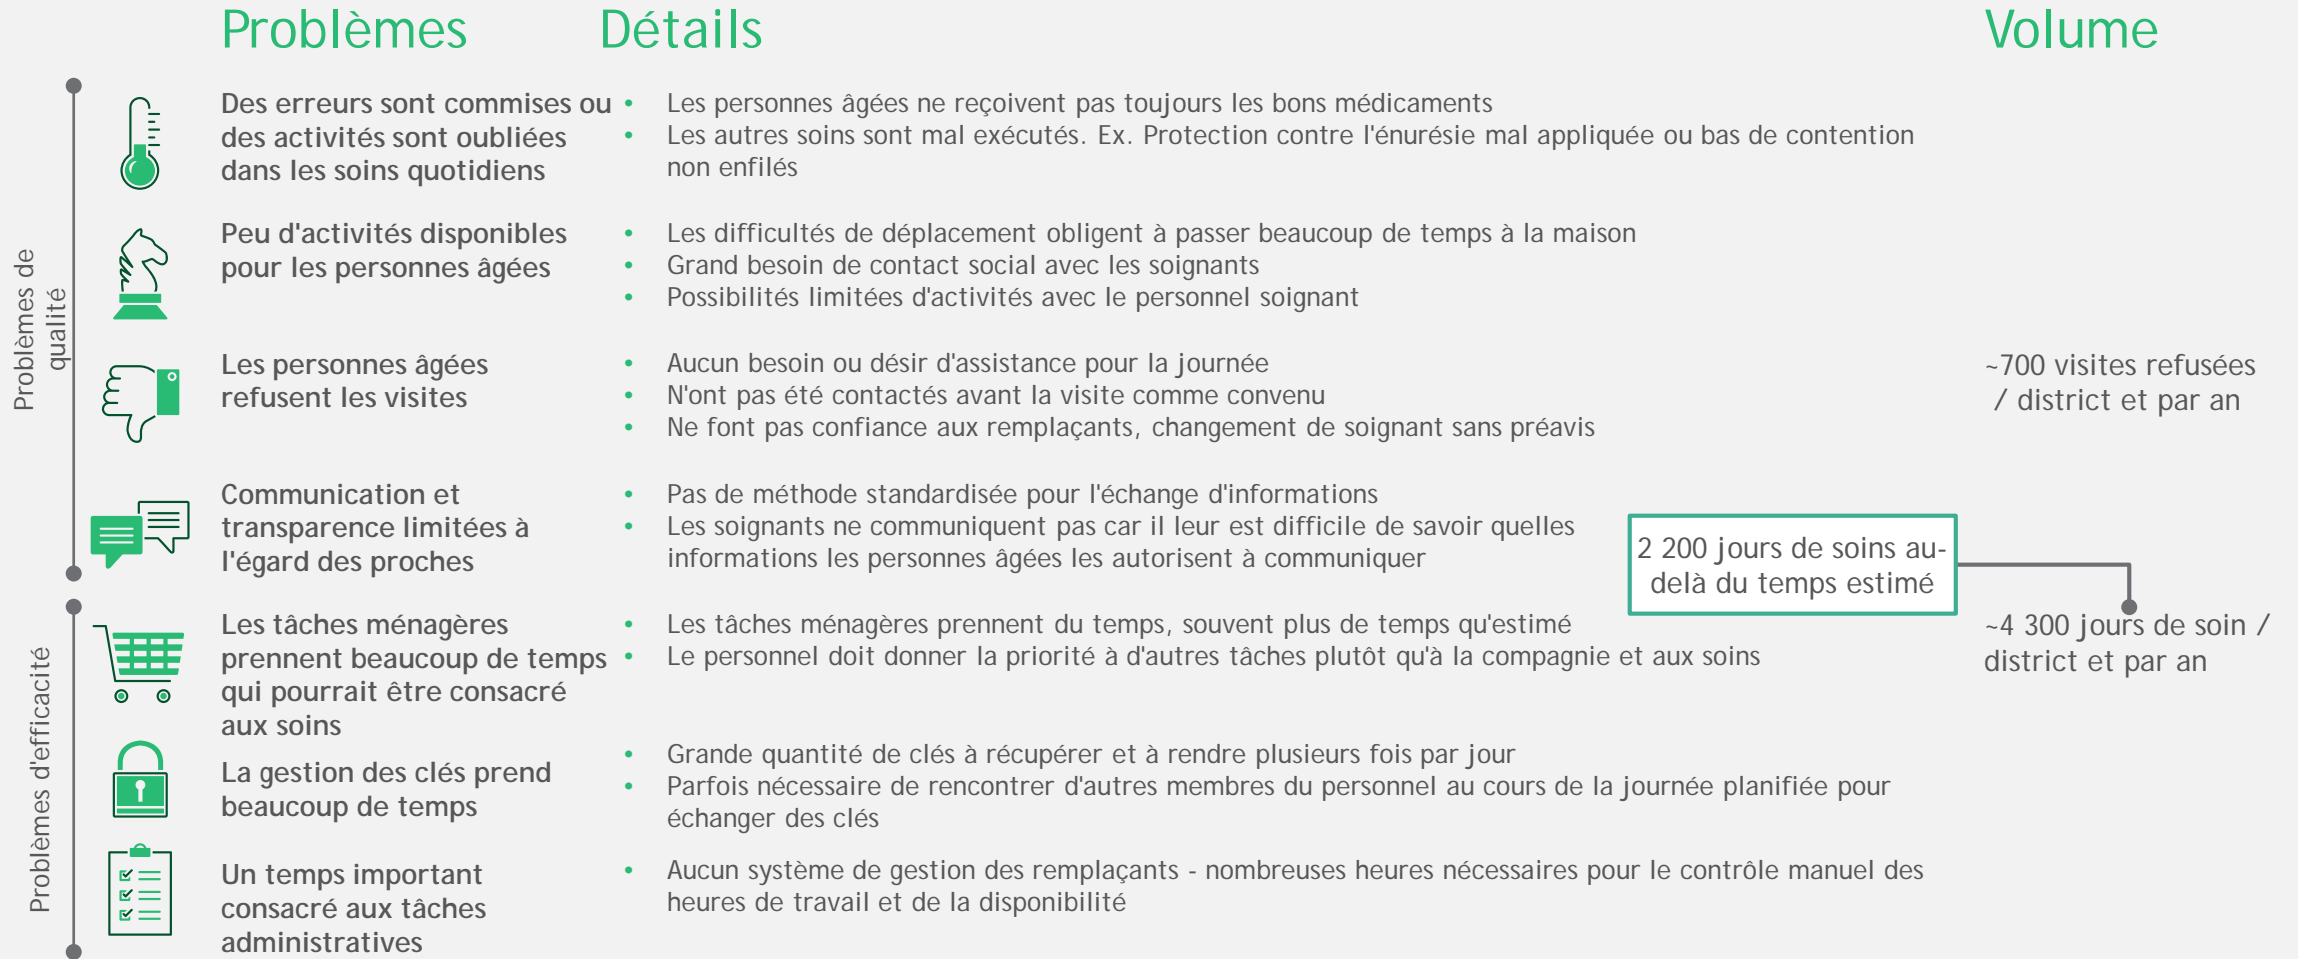 Problèmes
Détails
Volume
Problèmes de
qualité
Des erreurs sont commises ou
des activités sont oubliées
dans les soins quotidiens
• Les personnes âgées ne reçoivent pas toujours les bons médicaments
• Les autres soins sont mal exécutés. Ex. Protection contre l'énurésie mal appliquée ou bas de contention
non enfilés
Peu d'activités disponibles
pour les personnes âgées
• Les difficultés de déplacement obligent à passer beaucoup de temps à la maison
• Grand besoin de contact social avec les soignants
• Possibilités limitées d'activités avec le personnel soignant
Les personnes âgées
refusent les visites
• Aucun besoin ou désir d'assistance pour la journée
• N'ont pas été contactés avant la visite comme convenu
• Ne font pas confiance aux remplaçants, changement de soignant sans préavis
~700 visites refusées
/ district et par an
Communication et
transparence limitées à
l'égard des proches
• Pas de méthode standardisée pour l'échange d'informations
• Les soignants ne communiquent pas car il leur est difficile de savoir quelles
informations les personnes âgées les autorisent à communiquer
2 200 jours de soins au-
delà du temps estimé
Problèmes d'efficacité
Les tâches ménagères
prennent beaucoup de temps
qui pourrait être consacré
aux soins
• Les tâches ménagères prennent du temps, souvent plus de temps qu'estimé
• Le personnel doit donner la priorité à d'autres tâches plutôt qu'à la compagnie et aux soins
~4 300 jours de soin /
district et par an
La gestion des clés prend
beaucoup de temps
• Grande quantité de clés à récupérer et à rendre plusieurs fois par jour
• Parfois nécessaire de rencontrer d'autres membres du personnel au cours de la journée planifiée pour
échanger des clés
Un temps important
consacré aux tâches
administratives
• Aucun système de gestion des remplaçants - nombreuses heures nécessaires pour le contrôle manuel des
heures de travail et de la disponibilité